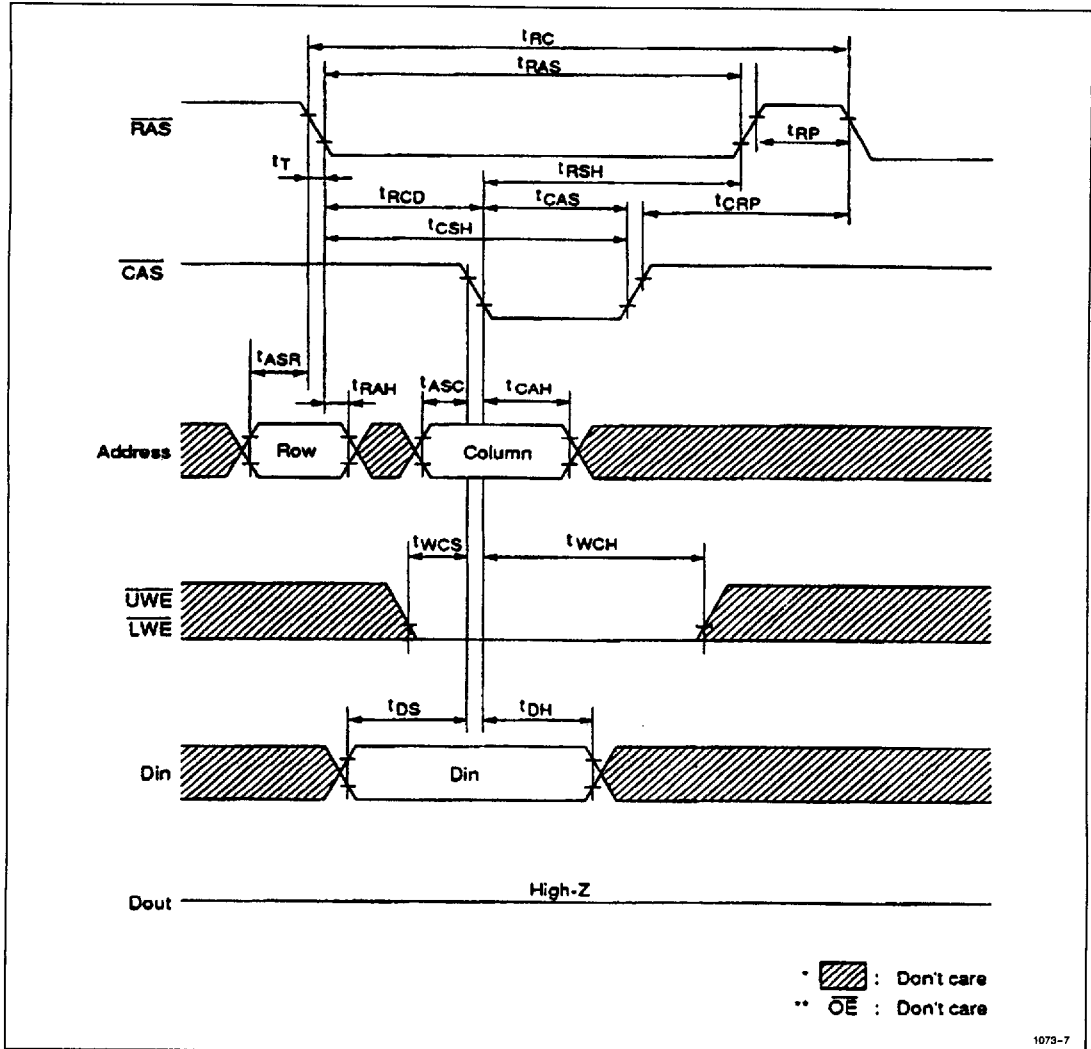 tRC
tRAS
RAS
tRP
tT
tRSH
tRCD
tCAS
tCRP
tCSH
CAS
tASR
tRAH
tASC
tCAH
Address
Row
Column
tWCS
tWCH
UWE
LWE
tDS
tDH
Din
Din
High-Z
Dout
* : Don't care
** OE : Don't care
1073-7